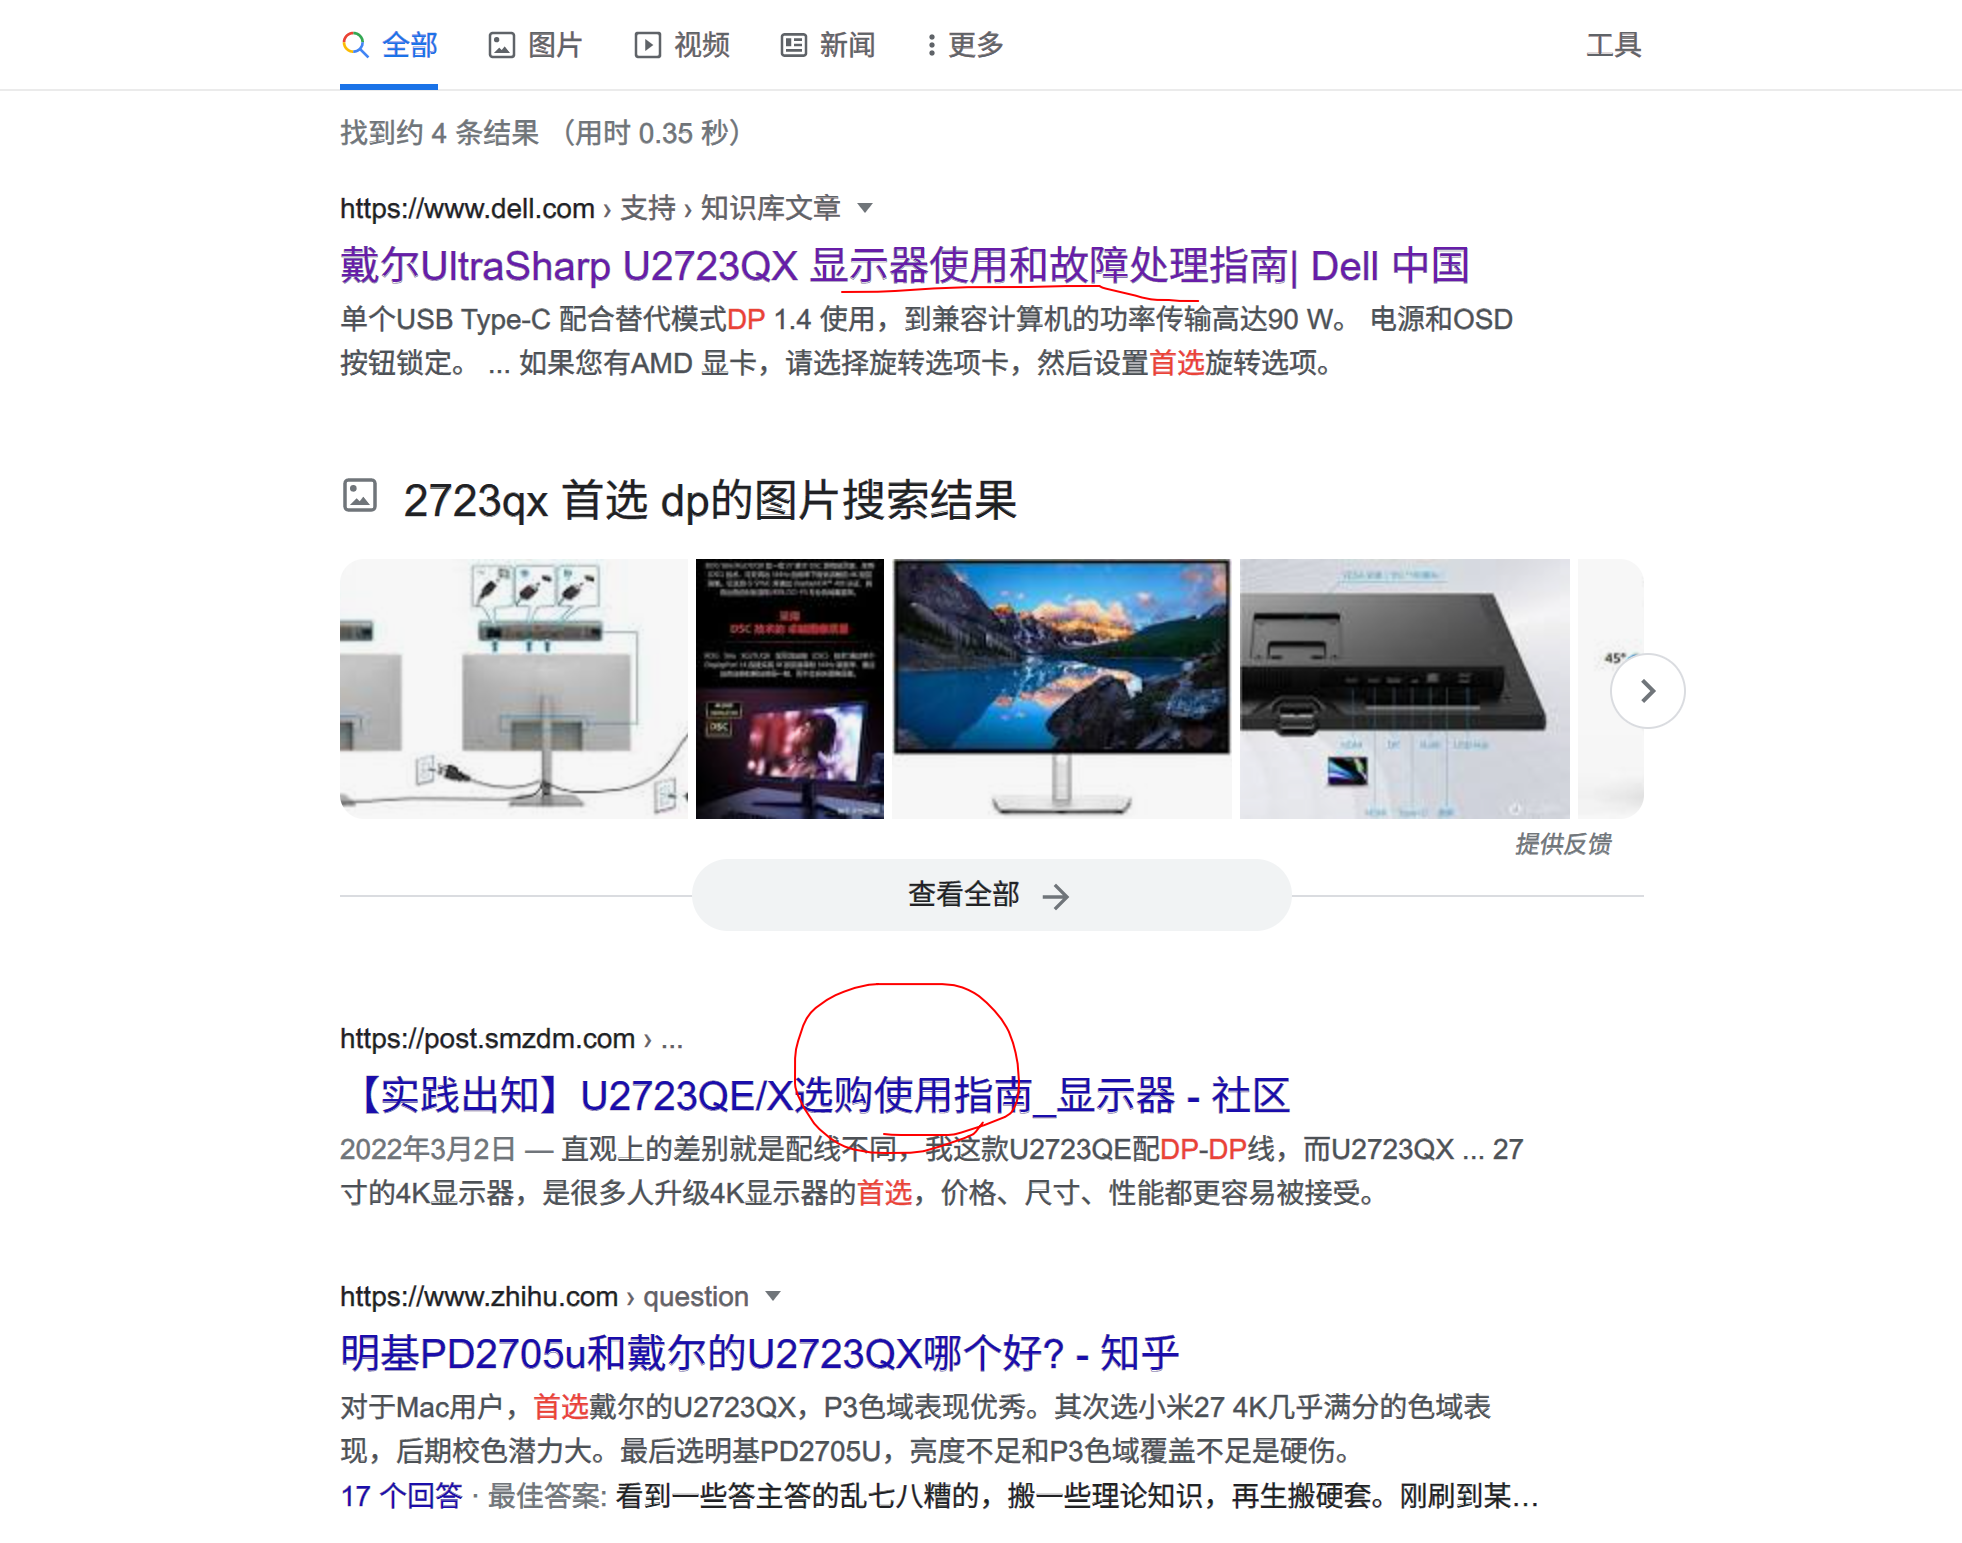 全部 图片 视频 新闻 更多 工具
找到约 4 条结果 （用时 0.35 秒）
https://www.dell.com › 支持 › 知识库文章
戴尔UltraSharp U2723QX 显示器使用和故障处理指南| Dell 中国
单个USB Type-C 配合替代模式DP 1.4 使用，到兼容计算机的功率传输高达90 W。 电源和OSD
按钮锁定。 ... 如果您有AMD 显卡，请选择旋转选项卡，然后设置首选旋转选项。
2723qx 首选 dp的图片搜索结果
采用
DSC 技术的 卓越图像质量
DSC
45°
提供反馈
查看全部
https://post.smzdm.com › ...
【实践出知】U2723QE/X选购使用指南_显示器 - 社区
2022年3月2日 — 直观上的差别就是配线不同，我这款U2723QE配DP-DP线，而U2723QX ... 27
寸的4K显示器，是很多人升级4K显示器的首选，价格、尺寸、性能都更容易被接受。
https://www.zhihu.com › question
明基PD2705u和戴尔的U2723QX哪个好? - 知乎
对于Mac用户，首选戴尔的U2723QX，P3色域表现优秀。其次选小米27 4K几乎满分的色域表
现，后期校色潜力大。最后选明基PD2705U，亮度不足和P3色域覆盖不足是硬伤。
17 个回答 · 最佳答案: 看到一些答主答的乱七八糟的，搬一些理论知识，再生搬硬套。刚刷到某...